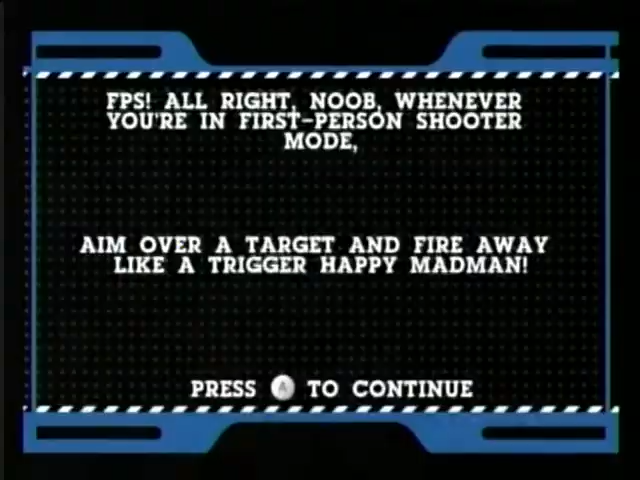 FPS! ALL RIGHT, NOOB, WHENEVER
YOU'RE IN FIRST-PERSON SHOOTER
MODE,
AIM OVER A TARGET AND FIRE AWAY
LIKE A TRIGGER HAPPY MADMAN!
PRESS A TO CONTINUE